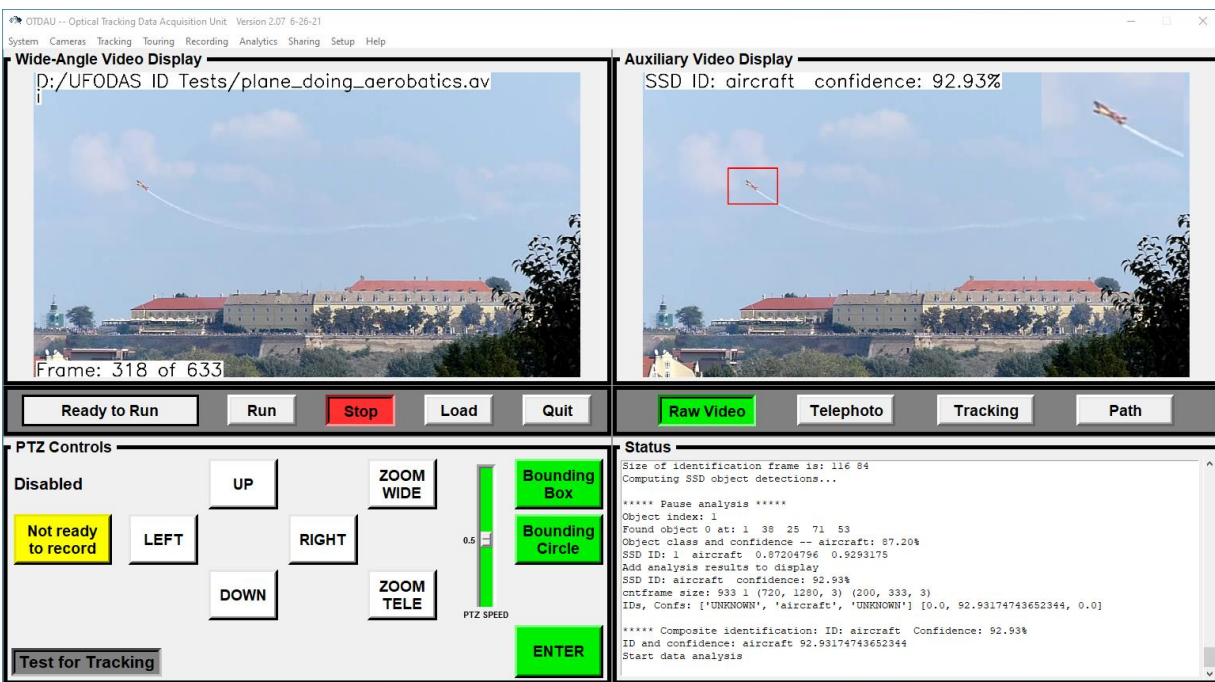 OTDAU -- Optical Tracking Data Acquisition Unit Version 2.07 6-26-21
System Cameras Tracking Touring Recording Analytics Sharing Setup Help
Wide-Angle Video Display
D:/UFODAS ID Tests/plane_doing_aerobatics.av
i
Frame: 318 of 633
Auxiliary Video Display
SSD ID: aircraft confidence: 92.93%
Ready to Run Run Stop Load Quit
Raw Video Telephoto Tracking Path
PTZ Controls
Disabled
UP
ZOOM
WIDE
Bounding
Box
Not ready
to record
LEFT
RIGHT
0.5
Bounding
Circle
DOWN
ZOOM
TELE
PTZ SPEED
ENTER
Test for Tracking
Status
Size of identification frame is: 116 84
Computing SSD object detections...
***** Pause analysis *****
Object index: 1
Found object 0 at: 1 38 25 71 53
Object class and confidence -- aircraft: 87.20%
SSD ID: 1 aircraft 0.87204796 0.9293175
Add analysis results to display
SSD ID: aircraft confidence: 92.93%
cntframe size: 933 1 (720, 1280, 3) (200, 333, 3)
IDs, Confs: ['UNKNOWN', 'aircraft', 'UNKNOWN'] [0.0, 92.93174743652344, 0.0]
***** Composite identification: ID: aircraft Confidence: 92.93%
ID and confidence: aircraft 92.93174743652344
Start data analysis